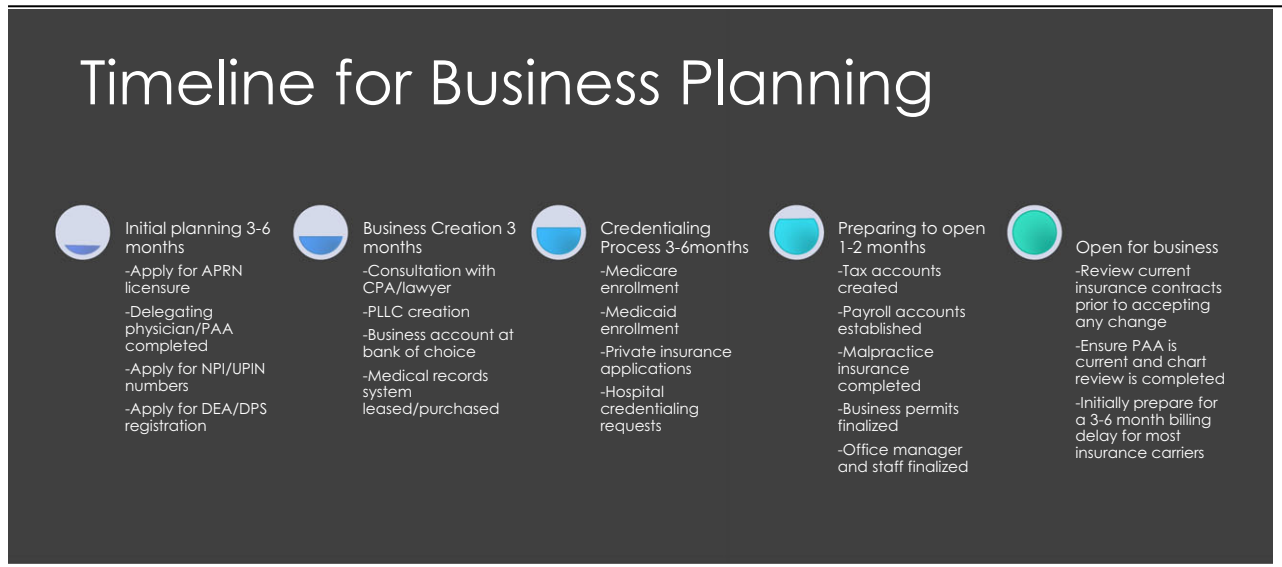 Timeline for Business Planning
Initial planning 3-6
months
-Apply for APRN
licensure
-Delegating
physician/PAA
completed
-Apply for NPI/UPIN
numbers
-Apply for DEA/DPS
registration
Business Creation 3
months
-Consultation with
CPA/lawyer
-PLLC creation
-Business account at
bank of choice
-Medical records
system
leased/purchased
Credentialing
Process 3-6months
-Medicare
enrollment
-Medicaid
enrollment
-Private insurance
applications
-Hospital
credentialing
requests
Preparing to open
1-2 months
-Tax accounts
created
-Payroll accounts
established
-Malpractice
insurance
completed
-Business permits
finalized
-Office manager
and staff finalized
Open for business
-Review current
insurance contracts
prior to accepting
any change
-Ensure PAA is
current and chart
review is completed
-Initially prepare for
a 3-6 month billing
delay for most
insurance carriers